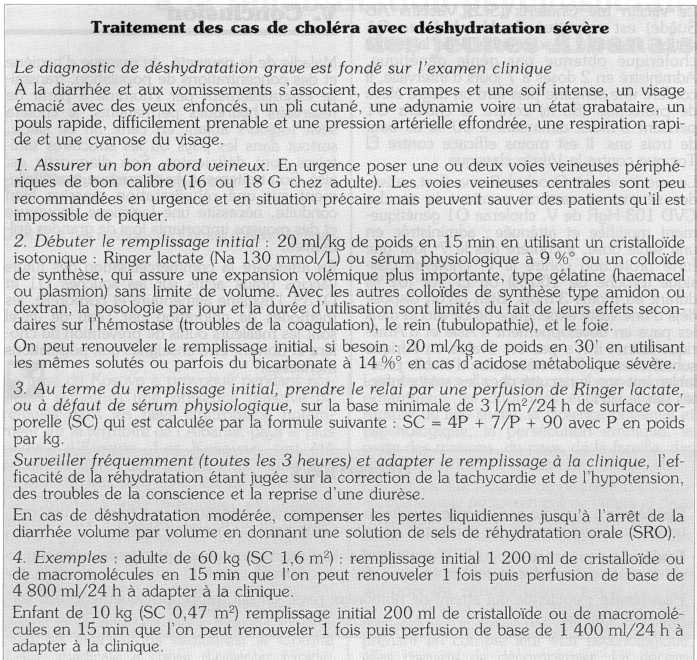 Traitement des cas de choléra avec déshydratation sévère
Le diagnostic de déshydratation grave est fondé sur l'examen clinique
À la diarrhée et aux vomissements s'associent, des crampes et une soif intense, un visage
émacié avec des yeux enfoncés, un pli cutané, une adynamie voire un état grabataire, un
pouls rapide, difficilement prenable et une pression artérielle effondrée, une respiration rapi-
de et une cyanose du visage.
1. Assurer un bon abord veineux. En urgence poser une ou deux voies veineuses périphé-
riques de bon calibre (16 ou 18 G chez adulte). Les voies veineuses centrales sont peu
recommandées en urgence et en situation précaire mais peuvent sauver des patients qu'il est
impossible de piquer.
2. Débuter le remplissage initial : 20 ml/kg de poids en 15 min en utilisant un cristalloïde
isotonique : Ringer lactate (Na 130 mmol/L) ou sérum physiologique à 9 %° ou un colloïde
de synthèse, qui assure une expansion volémique plus importante, type gélatine (haemacel
ou plasmion) sans limite de volume. Avec les autres colloïdes de synthèse type amidon ou
dextran, la posologie par jour et la durée d'utilisation sont limités du fait de leurs effets secon-
daires sur l'hémostase (troubles de la coagulation), le rein (tubulopathie), et le foie.
On peut renouveler le remplissage initial, si besoin : 20 ml/kg de poids en 30' en utilisant
les mêmes solutés ou parfois du bicarbonate à 14 %° en cas d'acidose métabolique sévère.
3. Au terme du remplissage initial, prendre le relai par une perfusion de Ringer lactate,
ou à défaut de sérum physiologique, sur la base minimale de 3 l/m²/24 h de surface cor-
porelle (SC) qui est calculée par la formule suivante : SC = 4P + 7/P + 90 avec P en poids
par kg.
Surveiller fréquemment (toutes les 3 heures) et adapter le remplissage à la clinique, l'ef-
ficacité de la réhydratation étant jugée sur la correction de la tachycardie et de l'hypotension,
des troubles de la conscience et la reprise d'une diurèse.
En cas de déshydratation modérée, compenser les pertes liquidiennes jusqu'à l'arrêt de la
diarrhée volume par volume en donnant une solution de sels de réhydratation orale (SRO).
4. Exemples : adulte de 60 kg (SC 1,6 m²) : remplissage initial 1 200 ml de cristalloïde ou
de macromolécules en 15 min que l'on peut renouveler 1 fois puis perfusion de base de
4 800 ml/24 h à adapter à la clinique.
Enfant de 10 kg (SC 0,47 m²) remplissage initial 200 ml de cristalloïde ou de macromolé-
cules en 15 min que l'on peut renouveler 1 fois puis perfusion de base de 1 400 ml/24 h à
adapter à la clinique.